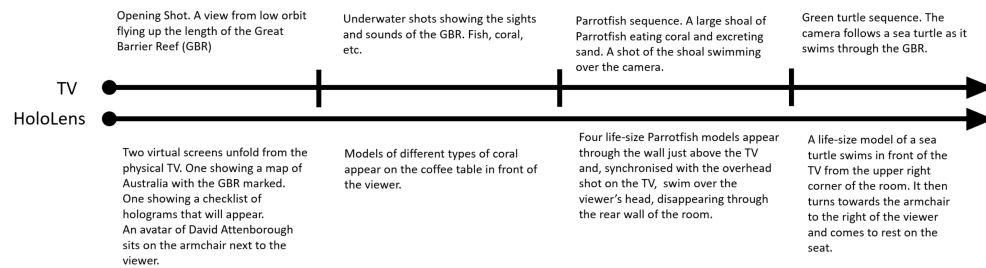 Opening Shot. A view from low orbit
flying up the length of the Great
Barrier Reef (GBR)
Underwater shots showing the sights
and sounds of the GBR. Fish, coral,
etc.
Parrotfish sequence. A large shoal of
Parrotfish eating coral and excreting
sand. A shot of the shoal swimming
over the camera.
Green turtle sequence. The
camera follows a sea turtle as it
swims through the GBR.
TV
HoloLens
Two virtual screens unfold from the
physical TV. One showing a map of
Australia with the GBR marked.
One showing a checklist of
holograms that will appear.
An avatar of David Attenborough
sits on the armchair next to the
viewer.
Models of different types of coral
appear on the coffee table in front of
the viewer.
Four life-size Parrotfish models appear
through the wall just above the TV
and, synchronised with the overhead
shot on the TV, swim over the
viewer's head, disappearing through
the rear wall of the room.
A life-size model of a sea
turtle swims in front of the
TV from the upper right
corner of the room. It then
turns towards the armchair
to the right of the viewer
and comes to rest on the
seat.